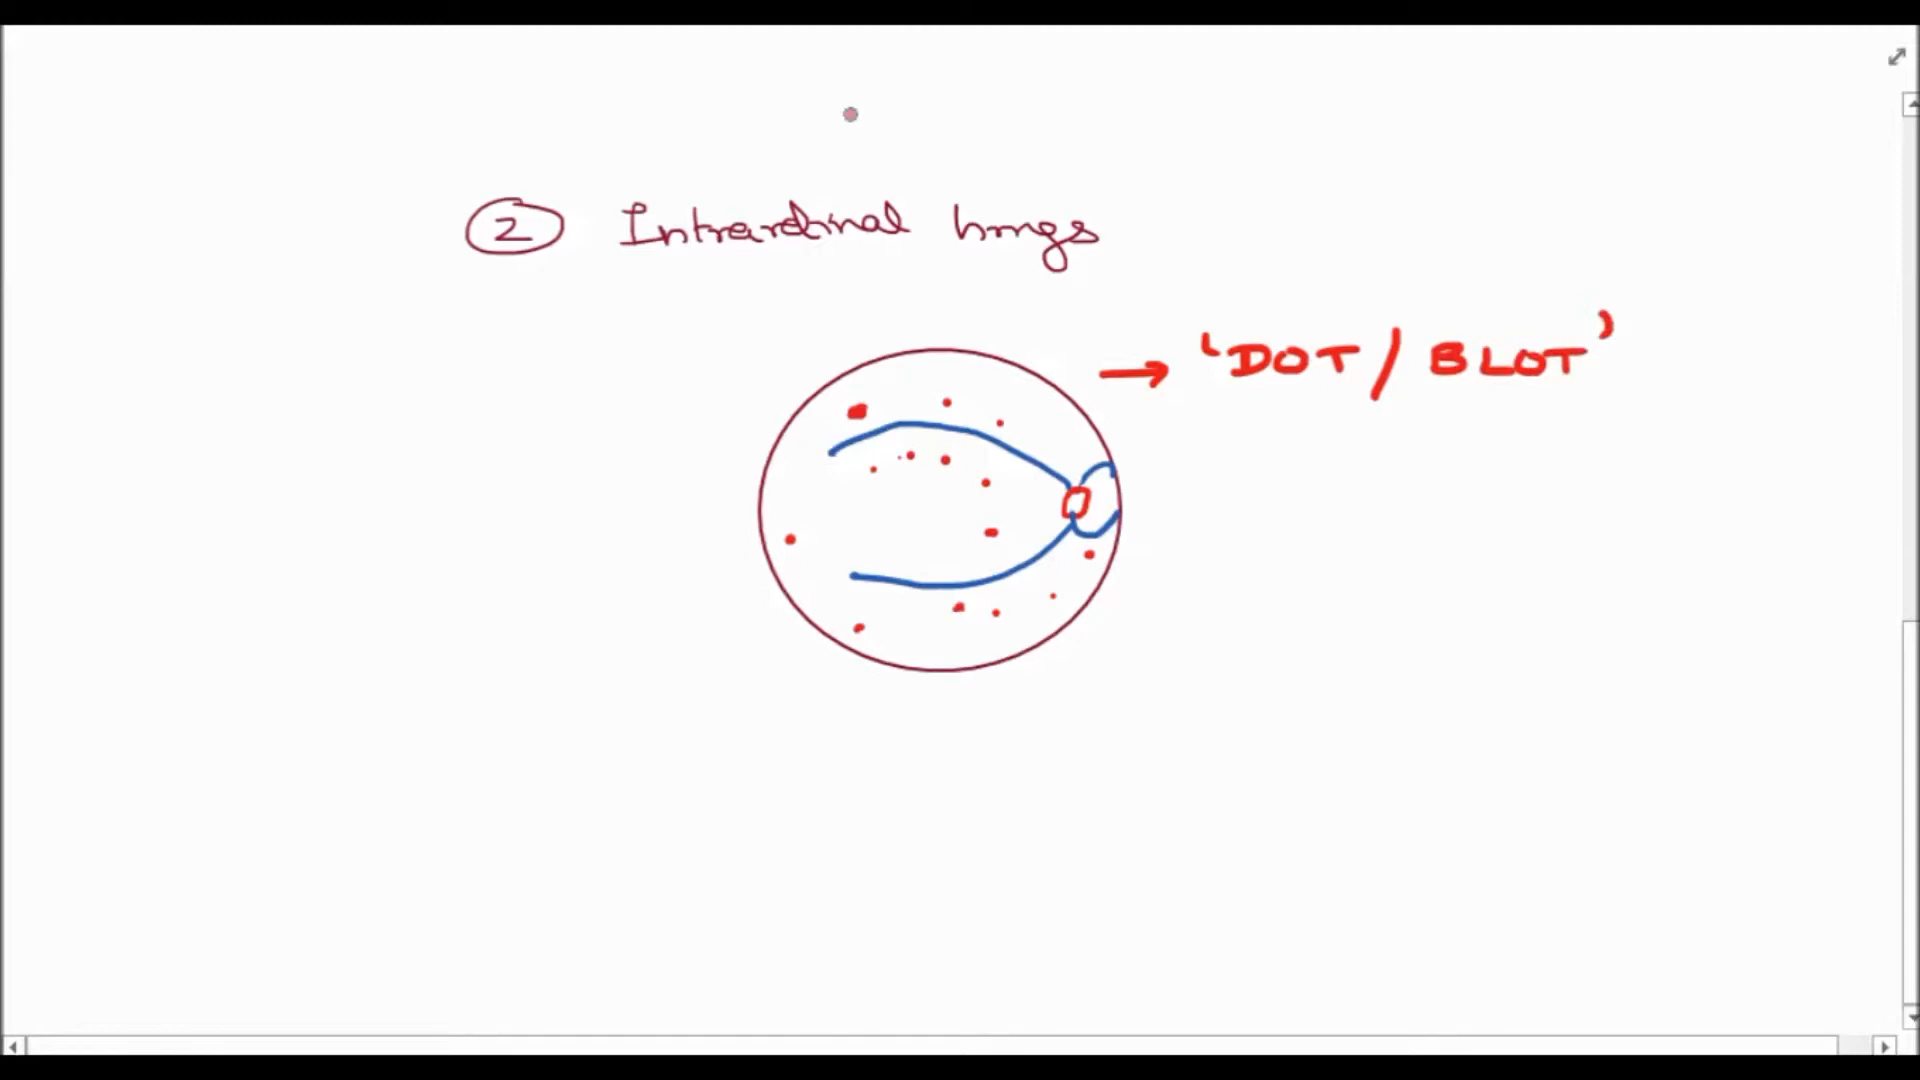 2 Intraretinal hmgs
→ 'DOT / BLOT'